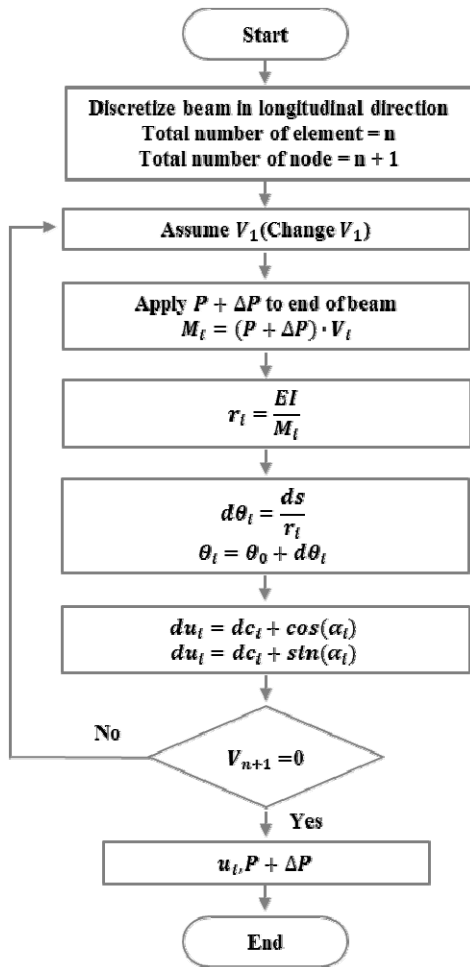 Start
Discretize beam in longitudinal direction
Total number of element = n
Total number of node = n + 1
Assume V₁(Change V₁)
Apply P + ΔP to end of beam
Mᵢ = (P + ΔP) · Vᵢ
rᵢ = EI / Mᵢ
dθᵢ = ds / rᵢ
θᵢ = θ₀ + dθᵢ
duᵢ = dcᵢ + cos(αᵢ)
duᵢ = dcᵢ + sin(αᵢ)
No
Vₙ₊₁ =0
Yes
uᵢ, P + ΔP
End